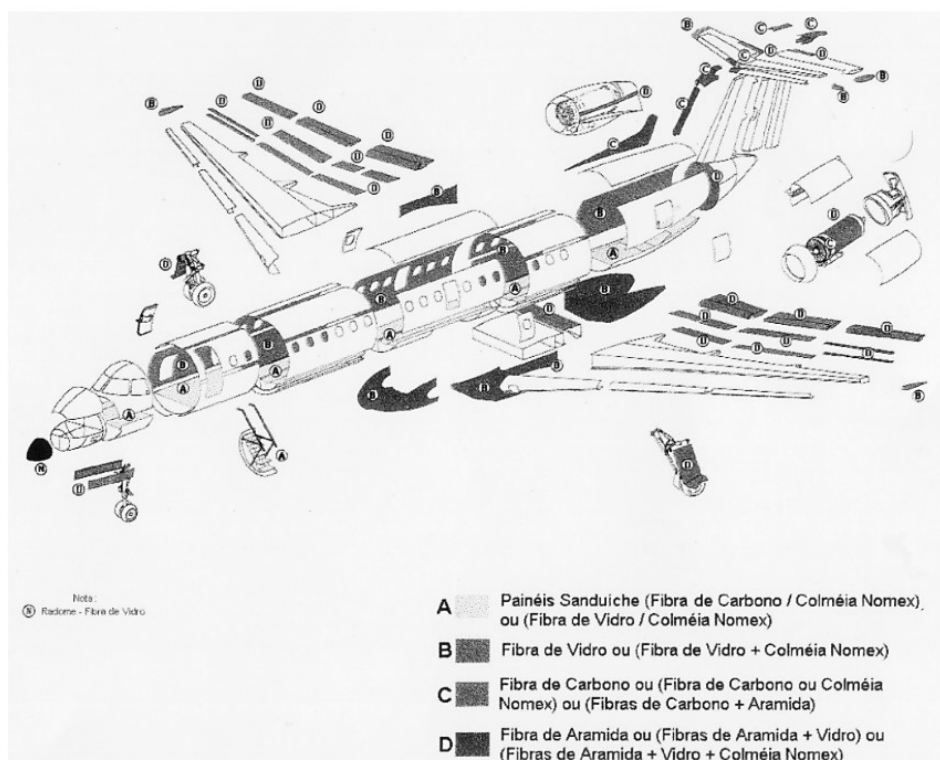 B
C
C
D
D
B
B
D
D
D
D
D
D
D
D
B
C
C
C
D
D
B
B
D
B
A
D
C
D
B
A
B
A
D
B
D
D
D
D
D
D
D
D
B
B
A
B
A
A
B
B
B
B
N
A
D
D
Nota:
N Radome - Fibra de Vidro
A Painéis Sanduiche (Fibra de Carbono / Colméia Nomex)
ou (Fibra de Vidro / Colméia Nomex)
B Fibra de Vidro ou (Fibra de Vidro + Colméia Nomex)
C Fibra de Carbono ou (Fibra de Carbono ou Colméia
Nomex) ou (Fibras de Carbono + Aramida)
D Fibra de Aramida ou (Fibras de Aramida + Vidro) ou
(Fibras de Aramida + Vidro + Colméia Nomex)